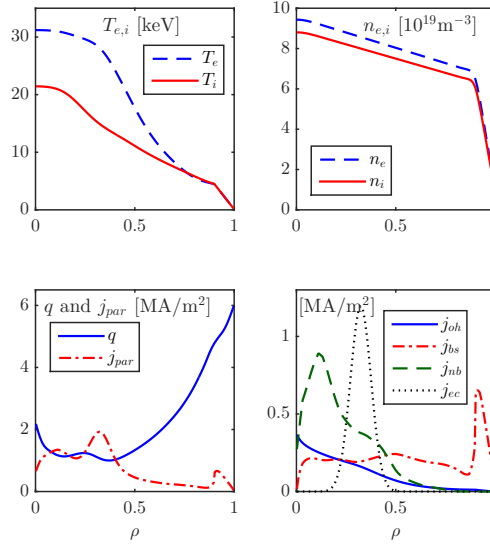 T_{e,i} [keV]
T_e
T_i
30
20
10
0
0
0.5
1
n_{e,i} [10^{19}m^{-3}]
n_e
n_i
10
8
6
4
2
0
0
0.5
q and j_{par} [MA/m^2]
q
j_{par}
6
4
2
0
0
0.5
1
ρ
[MA/m^2]
j_{oh}
j_{bs}
j_{nb}
j_{ec}
1
0.5
0
0
0.5
ρ